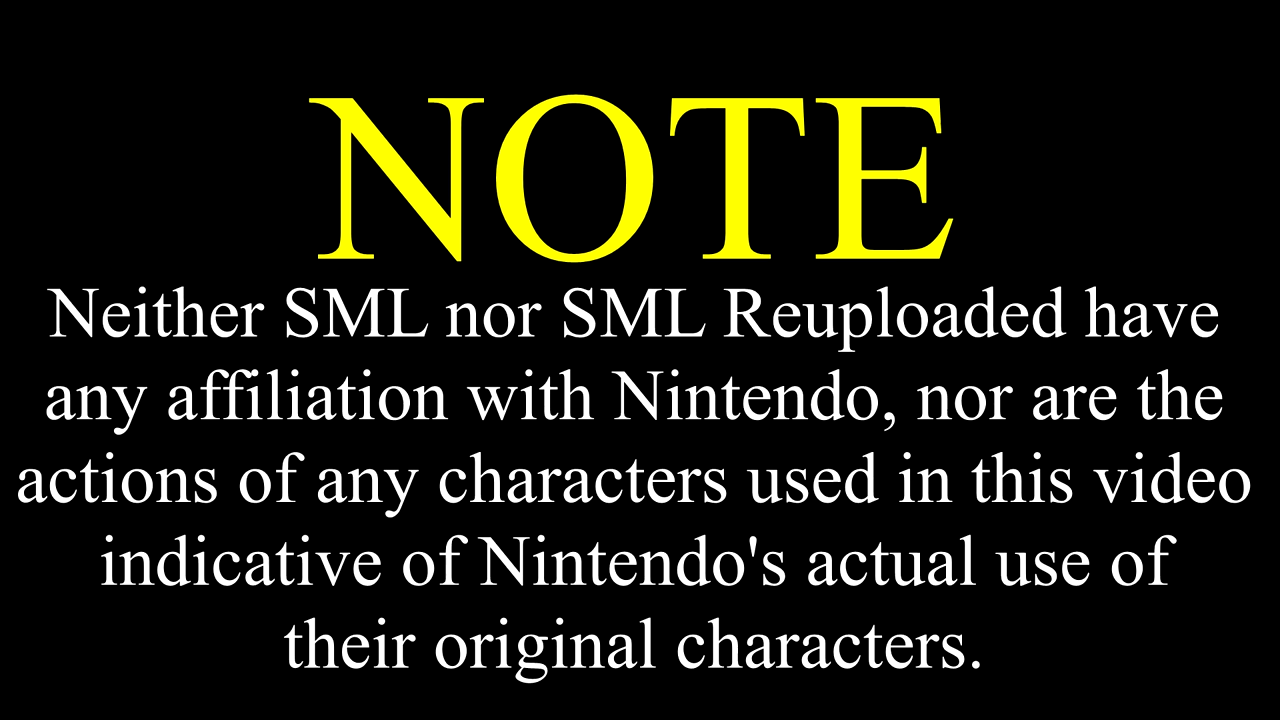 NOTE
Neither SML nor SML Reuploaded have
any affiliation with Nintendo, nor are the
actions of any characters used in this video
indicative of Nintendo's actual use of
their original characters.